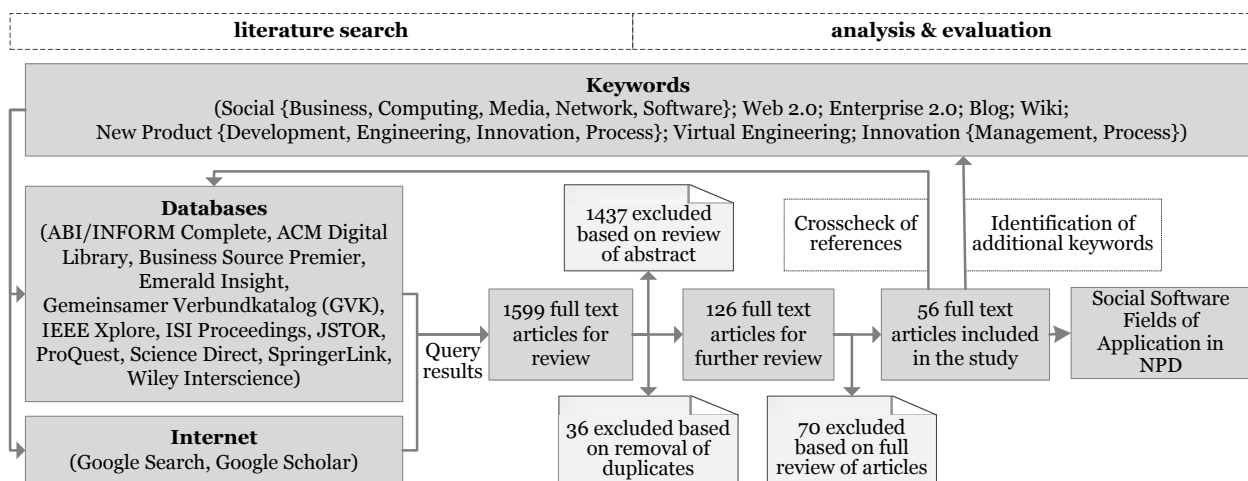 literature search
analysis & evaluation
Keywords
(Social {Business, Computing, Media, Network, Software}; Web 2.0; Enterprise 2.0; Blog; Wiki;
New Product {Development, Engineering, Innovation, Process}; Virtual Engineering; Innovation {Management, Process})
Databases
(ABI/INFORM Complete, ACM Digital
Library, Business Source Premier,
Emerald Insight,
Gemeinsamer Verbundkatalog (GVK),
IEEE Xplore, ISI Proceedings, JSTOR,
ProQuest, Science Direct, SpringerLink,
Wiley Interscience)
Internet
(Google Search, Google Scholar)
Query
results
1599 full text
articles for
review
1437 excluded
based on review
of abstract
36 excluded based
on removal of
duplicates
126 full text
articles for
further review
70 excluded
based on full
review of articles
Crosscheck of
references
Identification of
additional keywords
56 full text
articles included
in the study
Social Software
Fields of
Application in
NPD